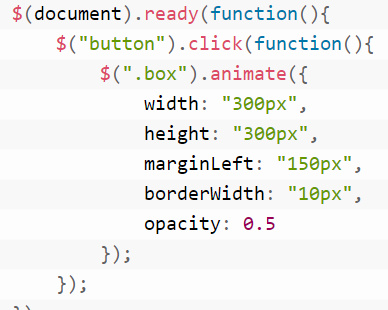 $(document).ready(function(){
    $("button").click(function(){
        $(".box").animate({
            width: "300px",
            height: "300px",
            marginLeft: "150px",
            borderWidth: "10px",
            opacity: 0.5
        });
    });